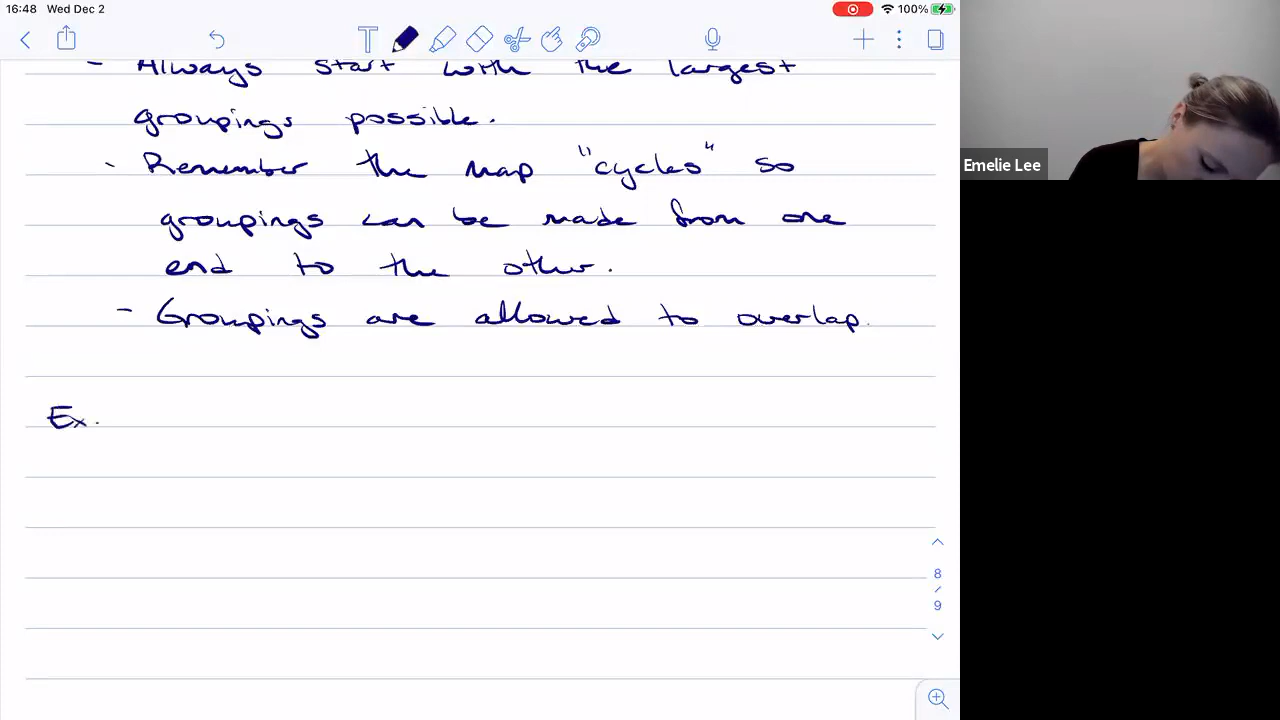 16:48 Wed Dec 2
100%
- Always start with the largest
groupings possible.
- Remember the map "cycles" so
groupings can be made from one
end to the other.
- Groupings are allowed to overlap.
Ex.
8
/
9
Emelie Lee